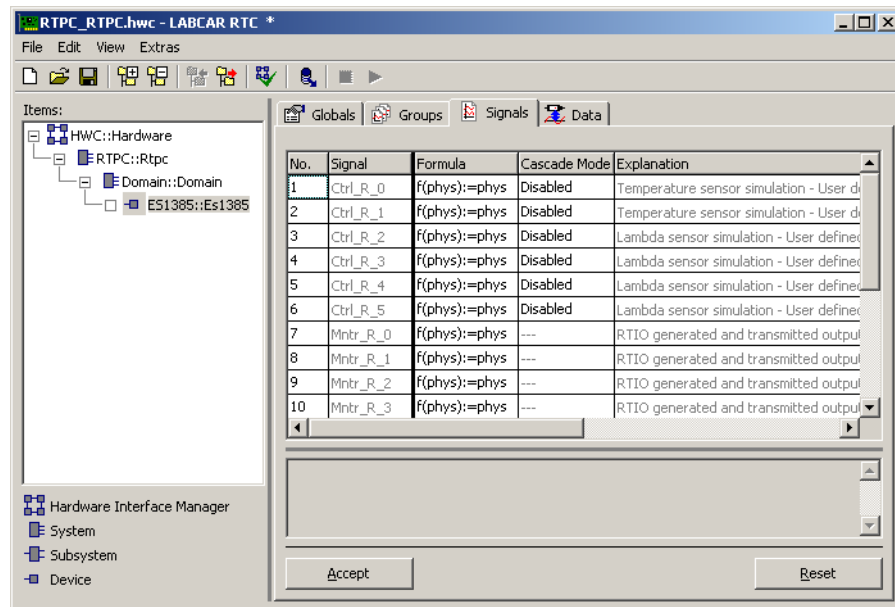 RTPC_RTPC.hwc - LABCAR RTC *
File Edit View Extras
Items:
HWC::Hardware
RTPC::Rtpc
Domain::Domain
ES1385::Es1385
Hardware Interface Manager
System
Subsystem
Device
Globals Groups Signals Data
No. Signal Formula Cascade Mode Explanation
1 Ctrl_R_0 f(phys):=phys Disabled Temperature sensor simulation - User de
2 Ctrl_R_1 f(phys):=phys Disabled Temperature sensor simulation - User de
3 Ctrl_R_2 f(phys):=phys Disabled Lambda sensor simulation - User defined
4 Ctrl_R_3 f(phys):=phys Disabled Lambda sensor simulation - User defined
5 Ctrl_R_4 f(phys):=phys Disabled Lambda sensor simulation - User defined
6 Ctrl_R_5 f(phys):=phys Disabled Lambda sensor simulation - User defined
7 Mntr_R_0 f(phys):=phys --- RTIO generated and transmitted output
8 Mntr_R_1 f(phys):=phys --- RTIO generated and transmitted output
9 Mntr_R_2 f(phys):=phys --- RTIO generated and transmitted output
10 Mntr_R_3 f(phys):=phys --- RTIO generated and transmitted output
Accept Reset